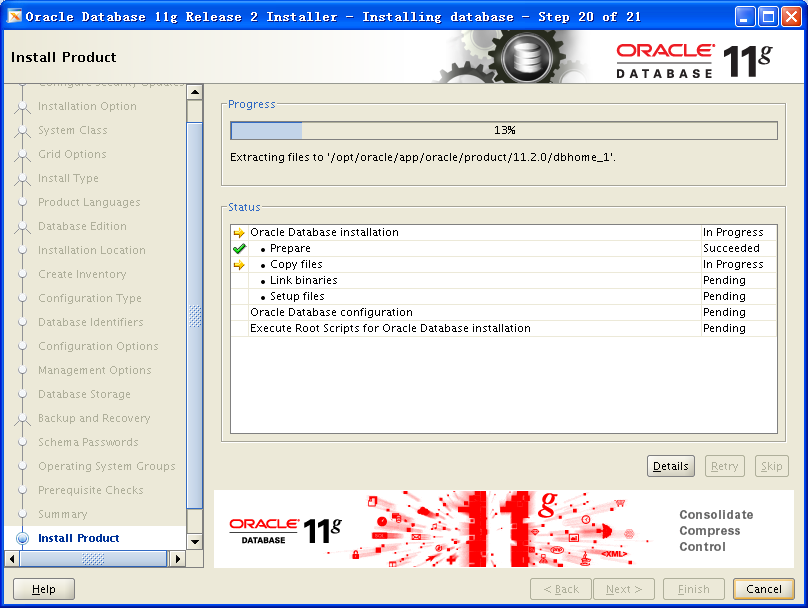 Oracle Database 11g Release 2 Installer - Installing database - Step 20 of 21
Install Product
ORACLE
DATABASE 11g
Configure Security Updates
Installation Option
System Class
Grid Options
Install Type
Product Languages
Database Edition
Installation Location
Create Inventory
Configuration Type
Database Identifiers
Configuration Options
Management Options
Database Storage
Backup and Recovery
Schema Passwords
Operating System Groups
Prerequisite Checks
Summary
Install Product
Progress
13%
Extracting files to '/opt/oracle/app/oracle/product/11.2.0/dbhome_1'.
Status
Oracle Database installation In Progress
• Prepare Succeeded
• Copy files In Progress
• Link binaries Pending
• Setup files Pending
Oracle Database configuration Pending
Execute Root Scripts for Oracle Database installation Pending
Details Retry Skip
ORACLE
DATABASE 11g
11g
<XML>
Consolidate
Compress
Control
Help < Back Next > Finish Cancel